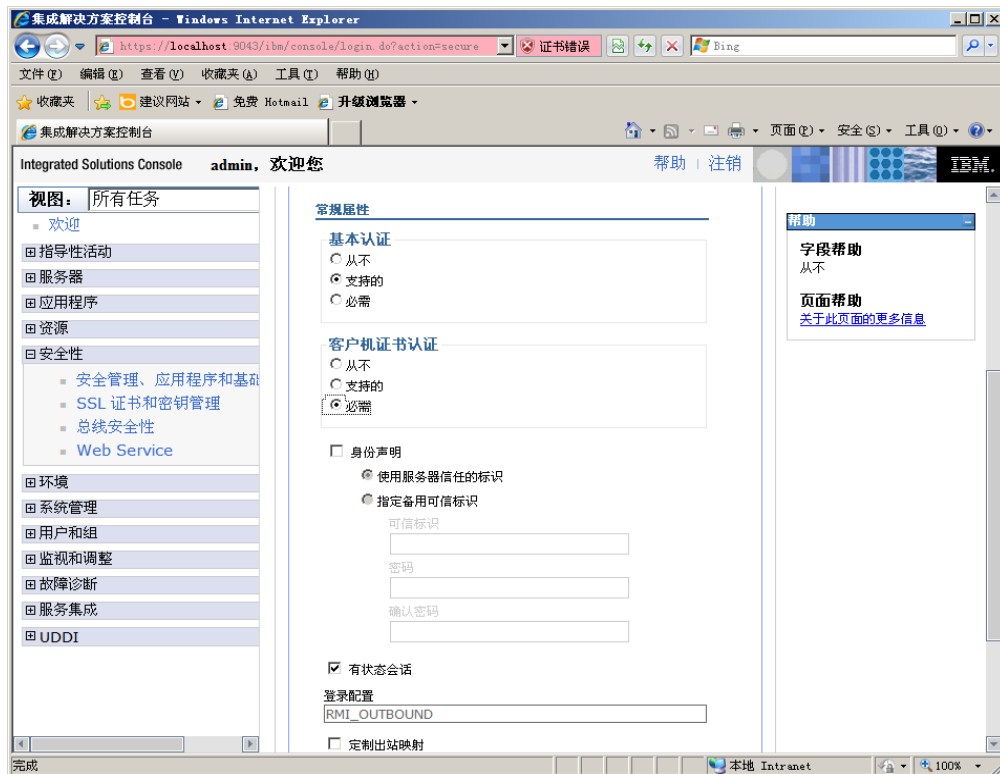 集成解决方案控制台 - Windows Internet Explorer
https://localhost:9043/ibm/console/login.do?action=secure
证书错误
Bing
文件(F) 编辑(E) 查看(V) 收藏夹(A) 工具(T) 帮助(H)
收藏夹 建议网站 免费 Hotmail 升级浏览器
集成解决方案控制台
页面(P) 安全(S) 工具(O)
Integrated Solutions Console admin，欢迎您
帮助 | 注销
IBM.
视图： 所有任务
欢迎
指导性活动
服务器
应用程序
资源
安全性
安全管理、应用程序和基础
SSL 证书和密钥管理
总线安全性
Web Service
环境
系统管理
用户和组
监视和调整
故障诊断
服务集成
UDDI
常规属性
基本认证
从不
支持的
必需
客户机证书认证
从不
支持的
必需
身份声明
使用服务器信任的标识
指定备用可信标识
可信标识
密码
确认密码
有状态会话
登录配置
RMI_OUTBOUND
定制出站映射
帮助
字段帮助
从不
页面帮助
关于此页面的更多信息
完成
本地 Intranet
100%